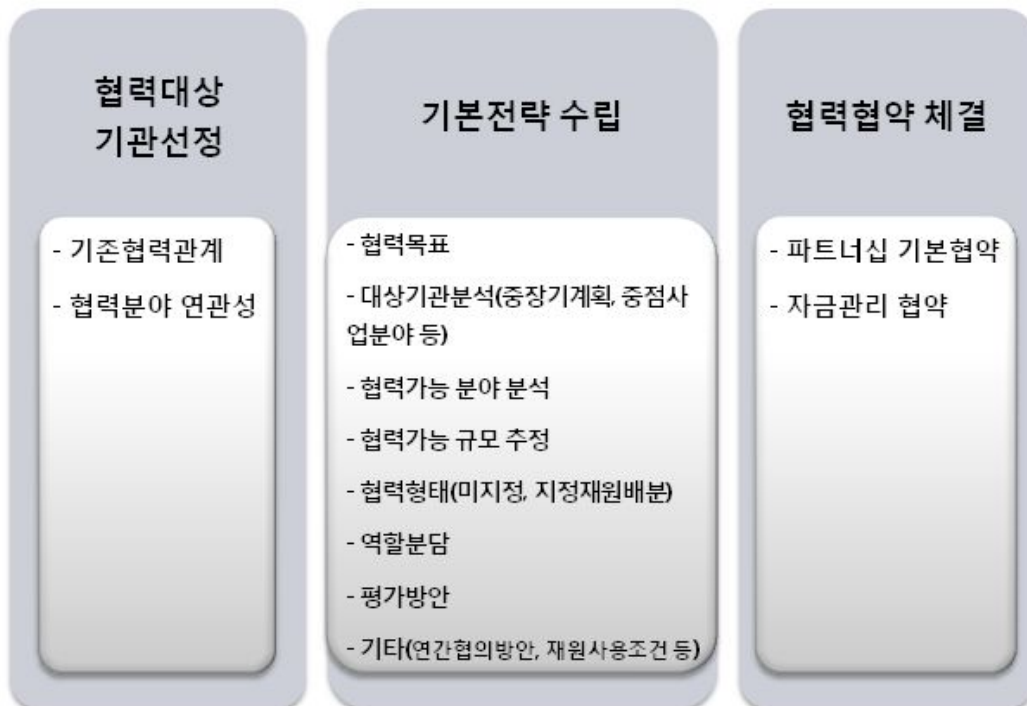 협력대상
기관선정
- 기존협력관계
- 협력분야 연관성
기본전략 수립
- 협력목표
- 대상기관분석(중장기계획, 중점사
업분야 등)
- 협력가능 분야 분석
- 협력가능 규모 추정
- 협력형태(미지정, 지정재원배분)
- 역할분담
- 평가방안
- 기타(연간협의방안, 재원사용조건 등)
협력협약 체결
- 파트너십 기본협약
- 자금관리 협약